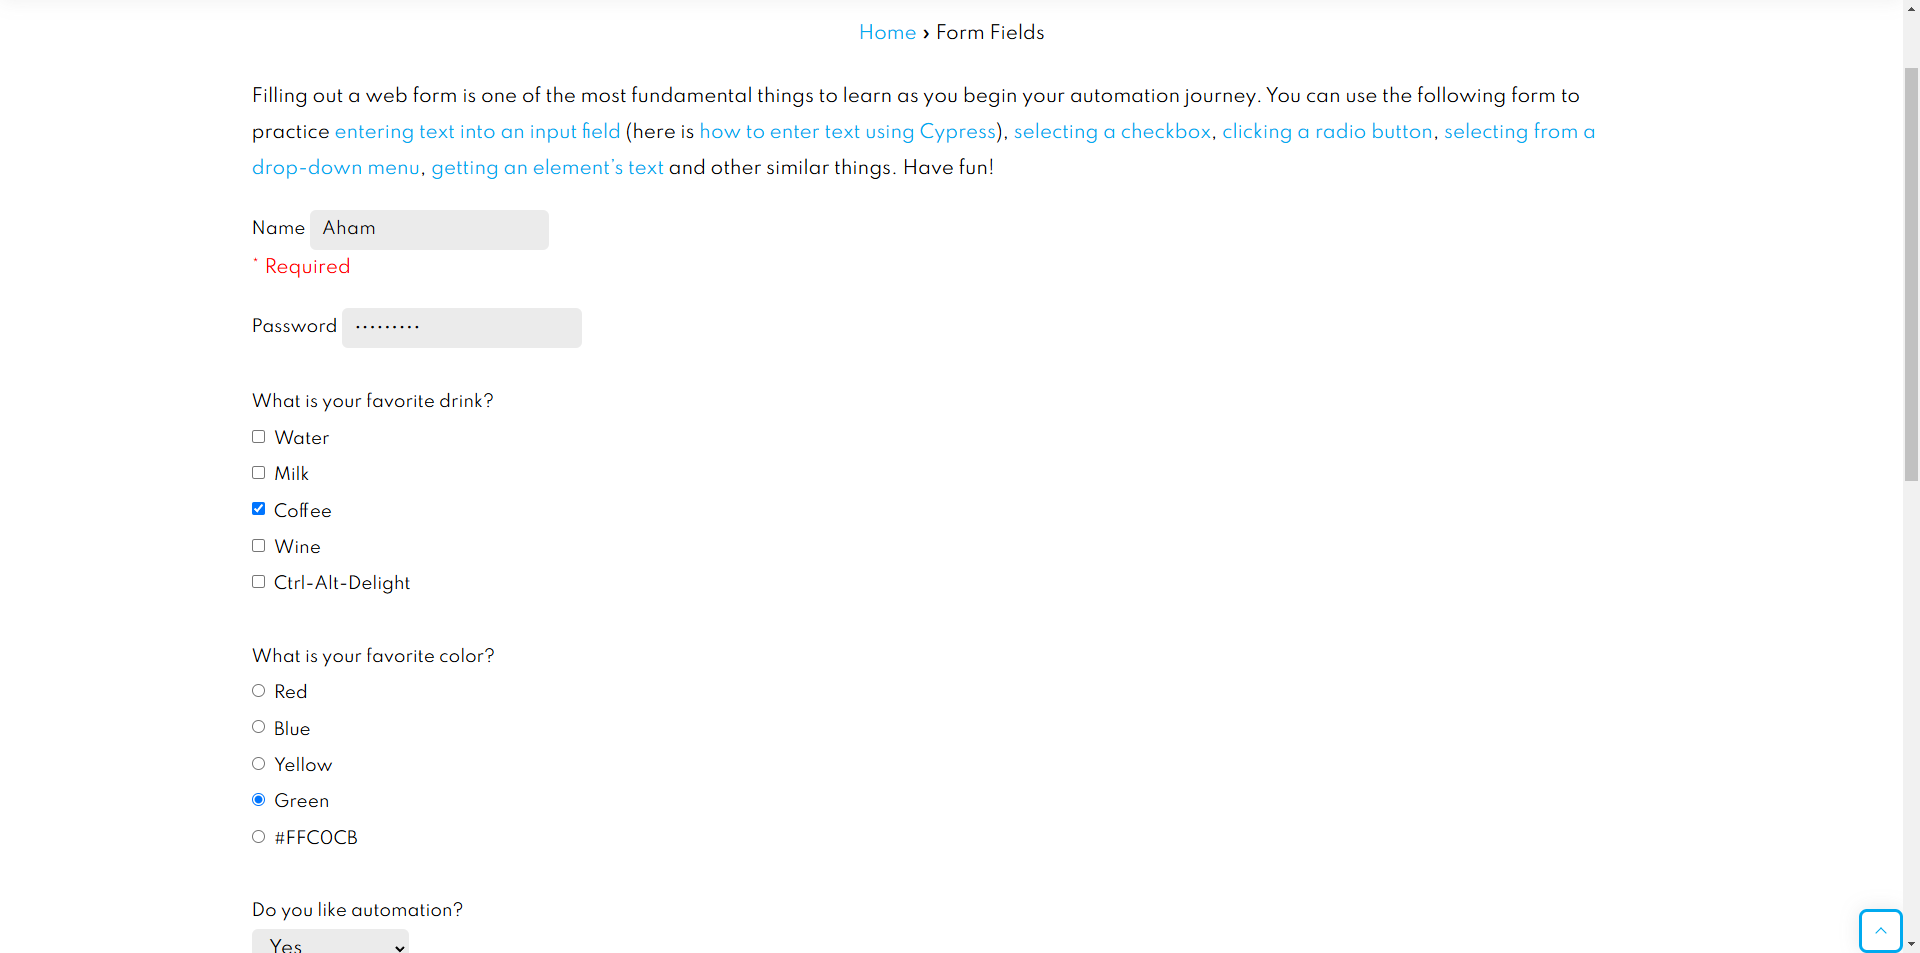 Home › Form Fields
Filling out a web form is one of the most fundamental things to learn as you begin your automation journey. You can use the following form to
practice entering text into an input field (here is how to enter text using Cypress), selecting a checkbox, clicking a radio button, selecting from a
drop-down menu, getting an element's text and other similar things. Have fun!
Name Aham
* Required
Password •••••••••
What is your favorite drink?
Water
Milk
Coffee
Wine
Ctrl-Alt-Delight
What is your favorite color?
Red
Blue
Yellow
Green
#FFC0CB
Do you like automation?
Yes